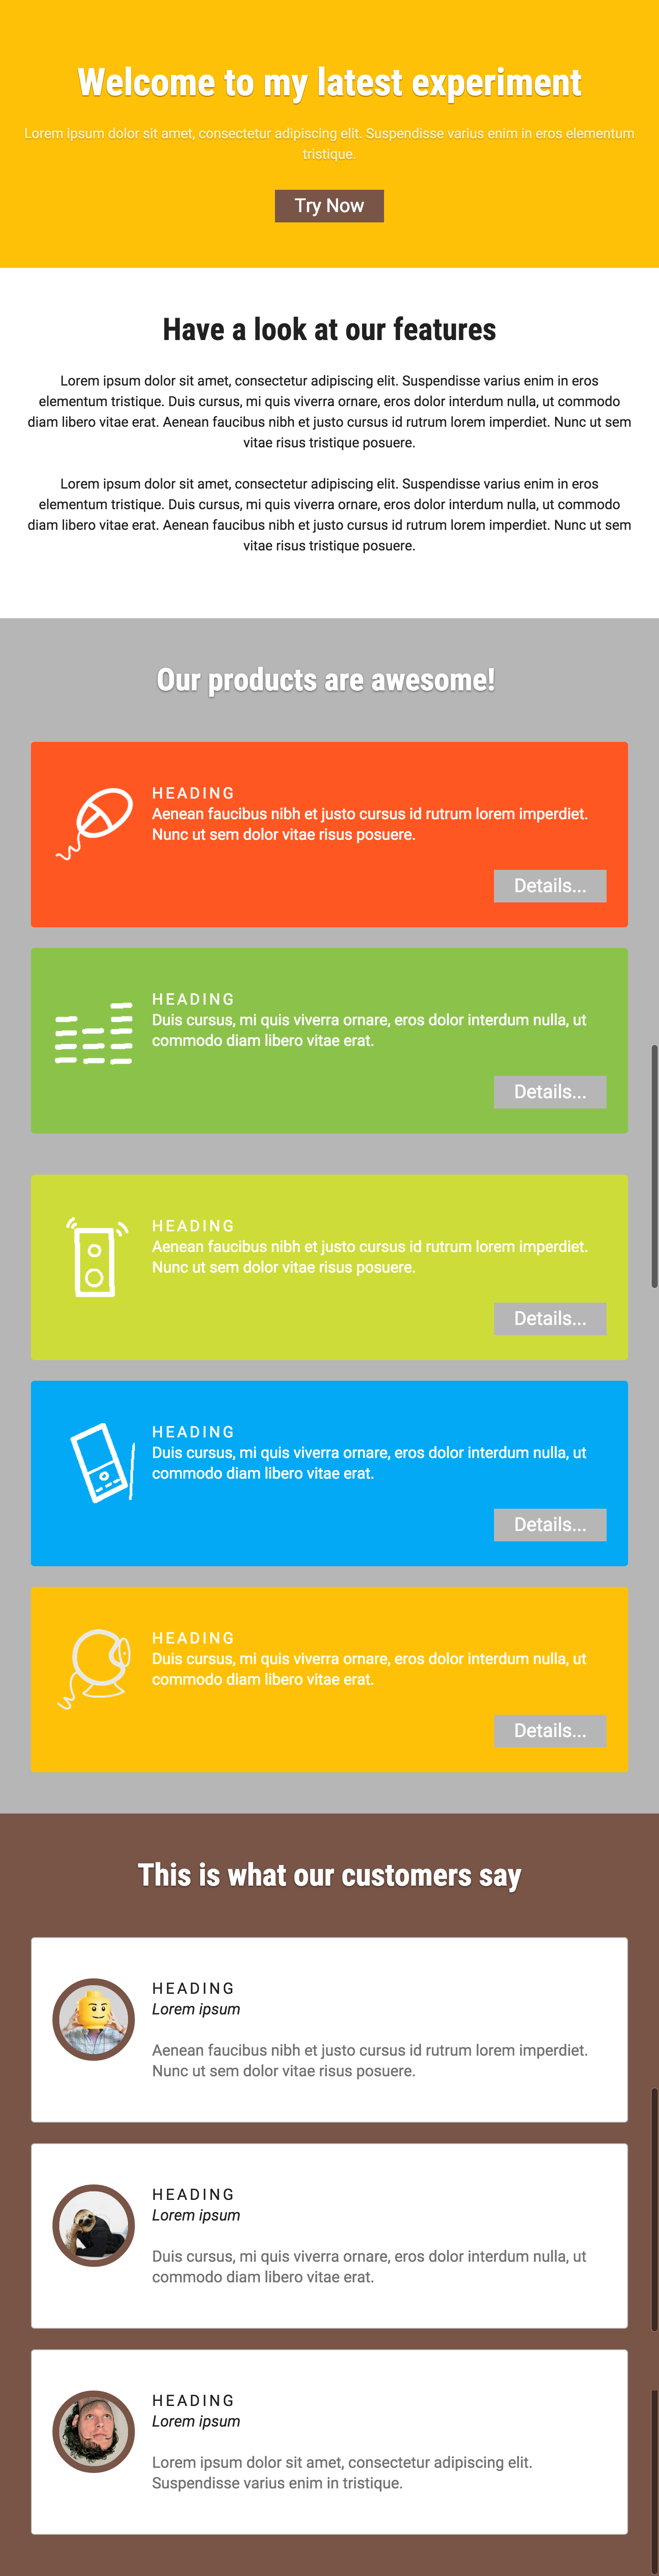 Welcome to my latest experiment
Lorem ipsum dolor sit amet, consectetur adipiscing elit. Suspendisse varius enim in eros elementum
tristique.
Try Now
Have a look at our features
Lorem ipsum dolor sit amet, consectetur adipiscing elit. Suspendisse varius enim in eros
elementum tristique. Duis cursus, mi quis viverra ornare, eros dolor interdum nulla, ut commodo
diam libero vitae erat. Aenean faucibus nibh et justo cursus id rutrum lorem imperdiet. Nunc ut sem
vitae risus tristique posuere.
Lorem ipsum dolor sit amet, consectetur adipiscing elit. Suspendisse varius enim in eros
elementum tristique. Duis cursus, mi quis viverra ornare, eros dolor interdum nulla, ut commodo
diam libero vitae erat. Aenean faucibus nibh et justo cursus id rutrum lorem imperdiet. Nunc ut sem
vitae risus tristique posuere.
Our products are awesome!
HEADING
Aenean faucibus nibh et justo cursus id rutrum lorem imperdiet.
Nunc ut sem dolor vitae risus posuere.
Details...
HEADING
Duis cursus, mi quis viverra ornare, eros dolor interdum nulla, ut
commodo diam libero vitae erat.
Details...
HEADING
Aenean faucibus nibh et justo cursus id rutrum lorem imperdiet.
Nunc ut sem dolor vitae risus posuere.
Details...
HEADING
Duis cursus, mi quis viverra ornare, eros dolor interdum nulla, ut
commodo diam libero vitae erat.
Details...
HEADING
Duis cursus, mi quis viverra ornare, eros dolor interdum nulla, ut
commodo diam libero vitae erat.
Details...
This is what our customers say
HEADING
Lorem ipsum
Aenean faucibus nibh et justo cursus id rutrum lorem imperdiet.
Nunc ut sem dolor vitae risus posuere.
HEADING
Lorem ipsum
Duis cursus, mi quis viverra ornare, eros dolor interdum nulla, ut
commodo diam libero vitae erat.
HEADING
Lorem ipsum
Lorem ipsum dolor sit amet, consectetur adipiscing elit.
Suspendisse varius enim in tristique.